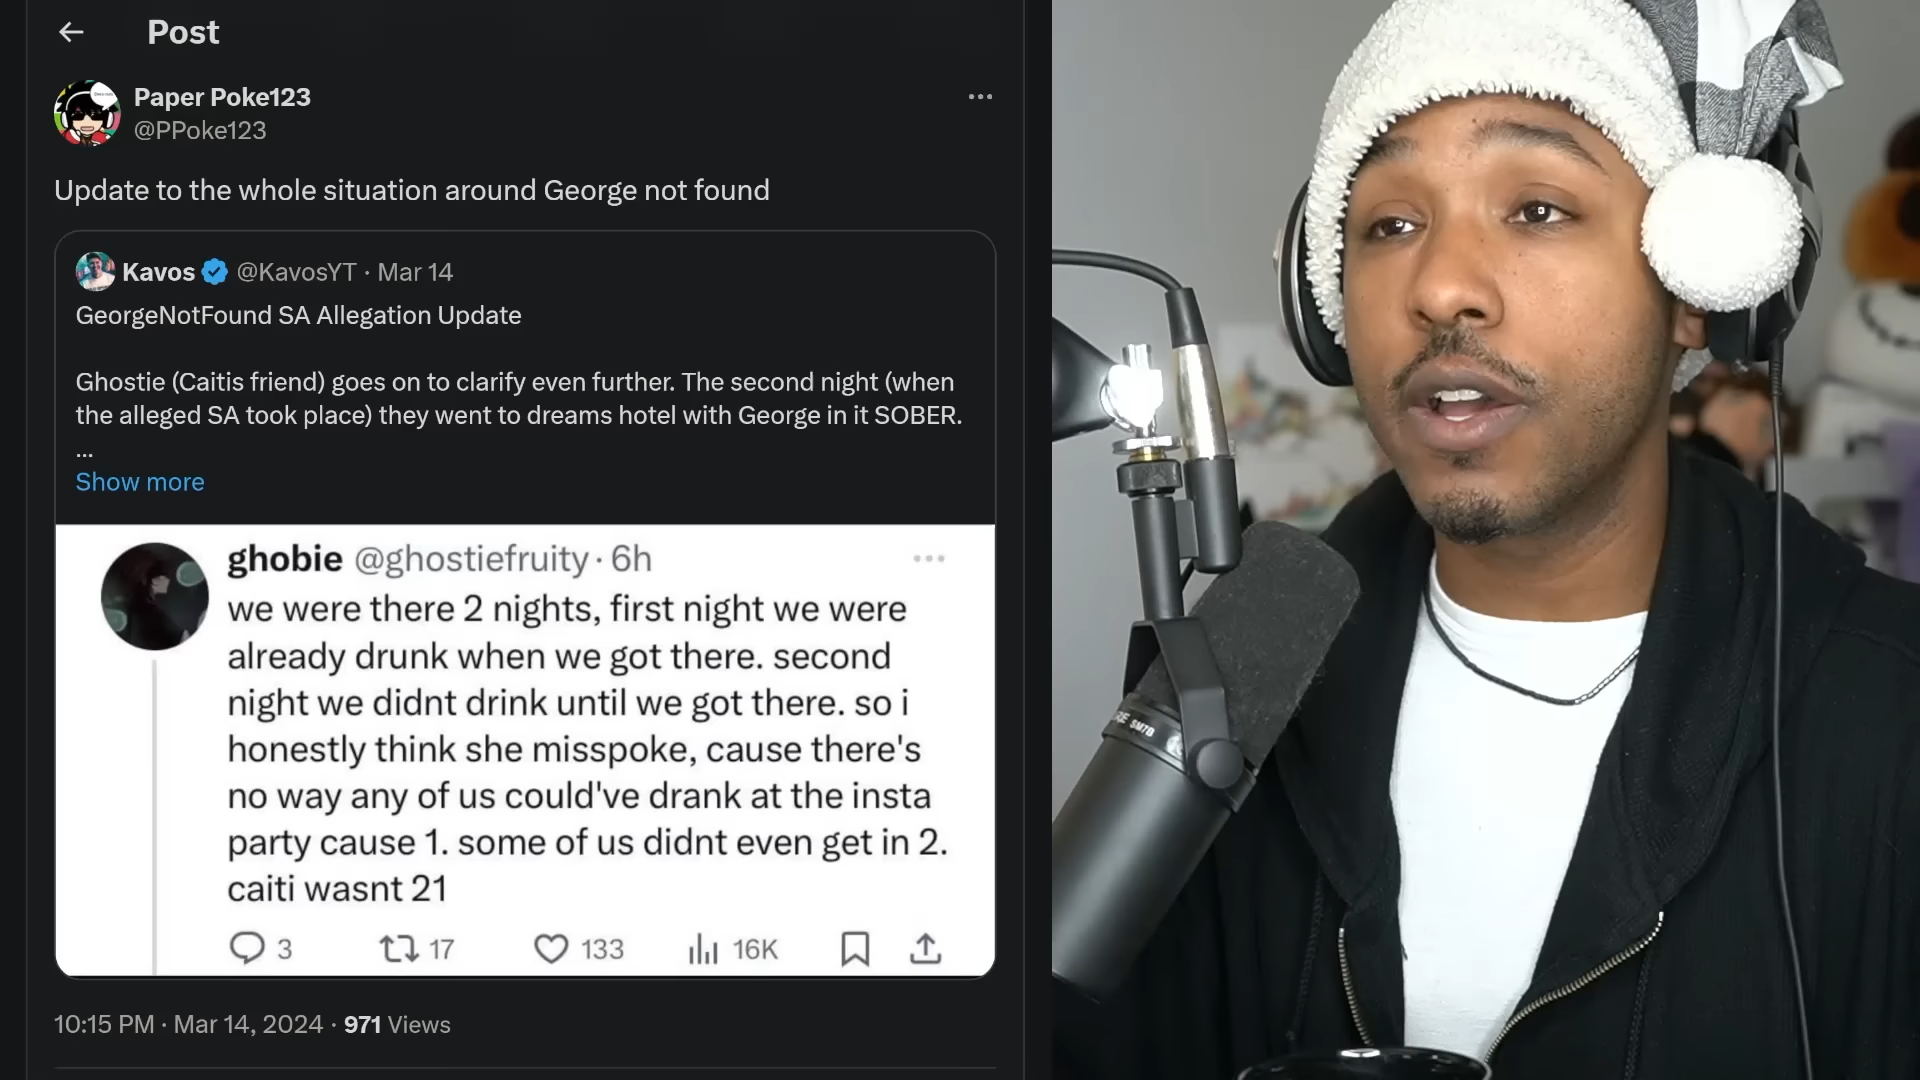 Post
Paper Poke123
@PPoke123
Update to the whole situation around George not found
Kavos @KavosYT · Mar 14
GeorgeNotFound SA Allegation Update
Ghostie (Caitis friend) goes on to clarify even further. The second night (when
the alleged SA took place) they went to dreams hotel with George in it SOBER.
...
Show more
ghobie @ghostiefruity · 6h
we were there 2 nights, first night we were
already drunk when we got there. second
night we didnt drink until we got there. so i
honestly think she misspoke, cause there's
no way any of us could've drank at the insta
party cause 1. some of us didnt even get in 2.
caiti wasnt 21
3 17 133 16K
10:15 PM · Mar 14, 2024 · 971 Views
SM7B